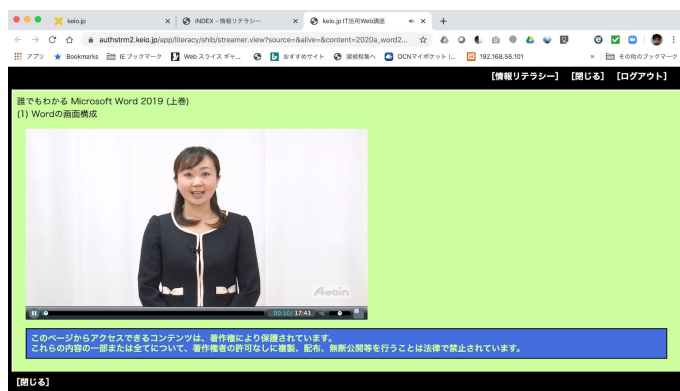 keio.jp
INDEX - 情報リテラシー
keio.jp IT活用Web講座
authstrm2.keio.jp/app/literacy/shib/streamer.view?source=&alive=&content=2020a_word2...
アプリ
Bookmarks
IE ブックマーク
Web スライス ギャ...
おすすめサイト
諸規程集へ
OCNマイポケット |...
192.168.56.101
»
その他のブックマーク
[情報リテラシー] [閉じる] [ログアウト]
誰でもわかる Microsoft Word 2019 (上巻)
(1) Wordの画面構成
Again
00:10/17:41
このページからアクセスできるコンテンツは、著作権により保護されています。
これらの内容の一部または全てについて、著作権者の許可なしに複製、配布、無断公開等を行うことは法律で禁止されています。
[閉じる]